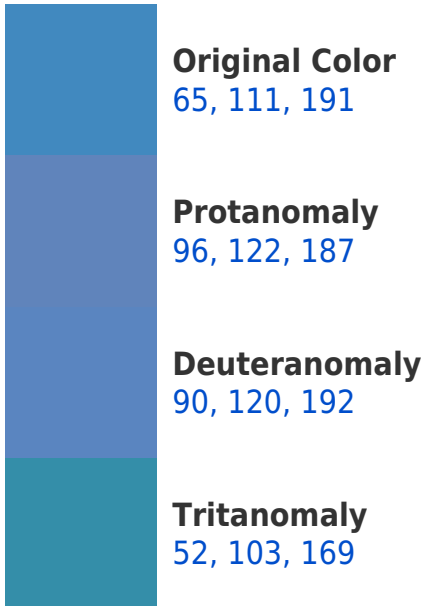 Original Color
65, 111, 191
Protanomaly
96, 122, 187
Deuteranomaly
90, 120, 192
Tritanomaly
52, 103, 169